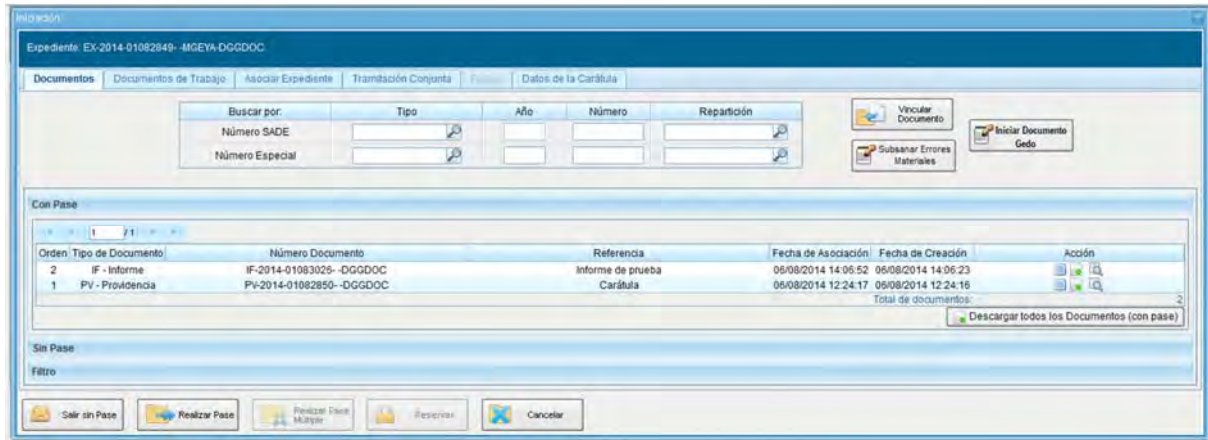 Iniciación
Expediente: EX-2014-01082849- -MGEYA-DGGDOC
Documentos Documentos de Trabajo Asociar Expediente Tramitación Conjunta Datos de la Carátula
Buscar por: Tipo Año Número Repartición
Número SADE
Número Especial
Vincular Documento
Subsanar Errores Materiales
Iniciar Documento Gedo
Con Pase
1 / 1
Orden Tipo de Documento Número Documento Referencia Fecha de Asociación Fecha de Creación Acción
2 IF - Informe IF-2014-01083026- -DGGDOC Informe de prueba 06/08/2014 14:06:52 06/08/2014 14:06:23
1 PV - Providencia PV-2014-01082850- -DGGDOC Carátula 06/08/2014 12:24:17 06/08/2014 12:24:16
Total de documentos: 2
Descargar todos los Documentos (con pase)
Sin Pase
Filtro
Salir sin Pase Realizar Pase Realizar Pase Múltiple Reservar Cancelar